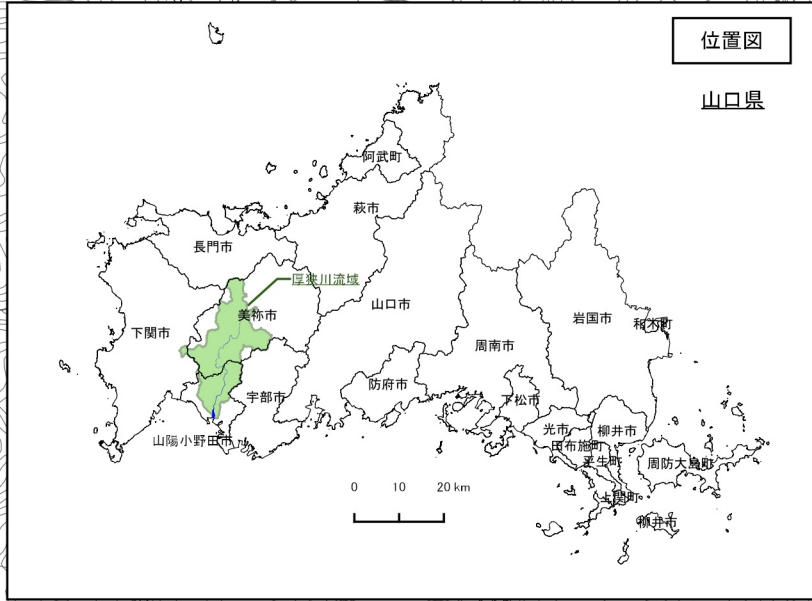 位置図
山口県
阿武町
萩市
長門市
厚狭川流域
美祢市
山口市
岩国市
和木町
下関市
周南市
防府市
宇部市
下松市
光市
柳井市
田布施町
山陽小野田市
平生町
周防大島町
上関町
柳井市
0 10 20 km